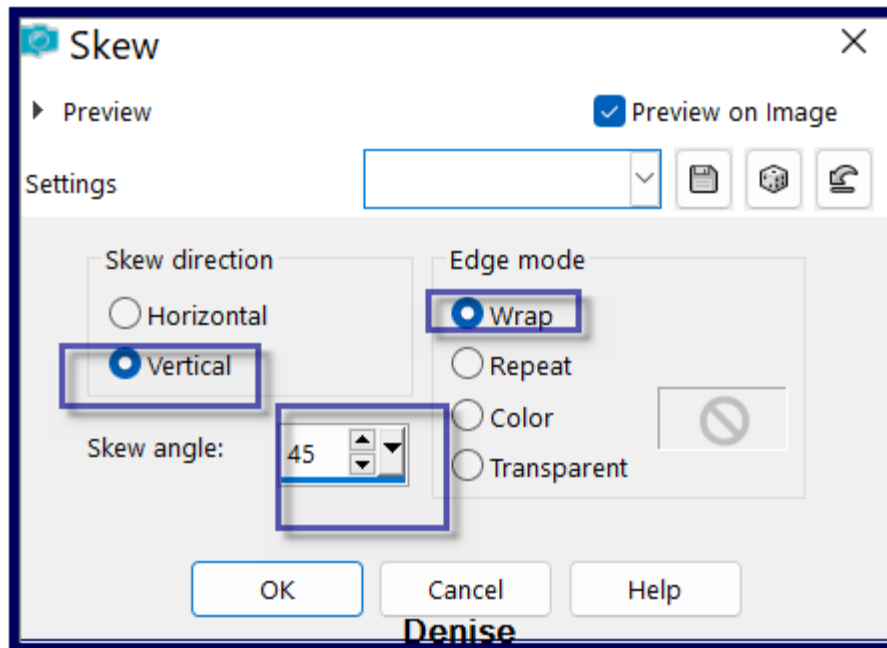 Skew
Preview
Preview on Image
Settings
Skew direction
Horizontal
Vertical
Skew angle: 45
Edge mode
Wrap
Repeat
Color
Transparent
OK Cancel Help
Denise